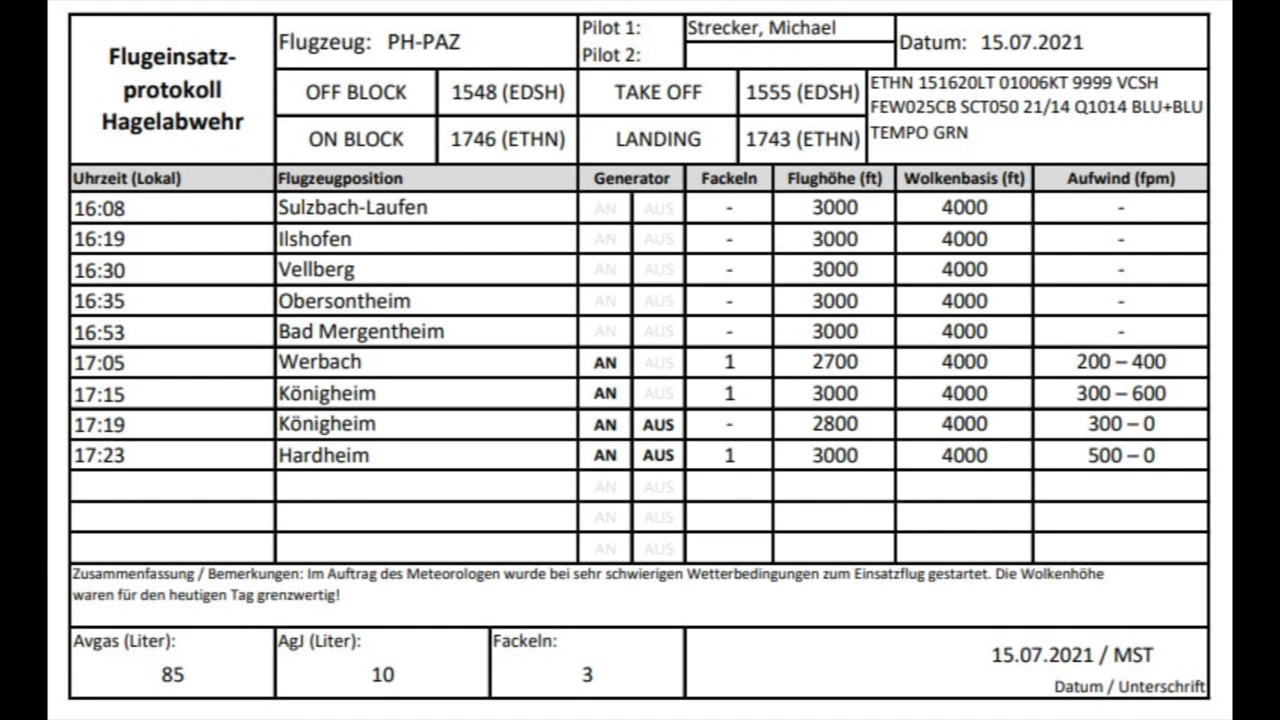 Flugeinsatz-
protokoll
Hagelabwehr
Flugzeug: PH-PAZ
Pilot 1: Strecker, Michael
Pilot 2:
Datum: 15.07.2021
OFF BLOCK 1548 (EDSH) TAKE OFF 1555 (EDSH)
ON BLOCK 1746 (ETHN) LANDING 1743 (ETHN)
ETHN 151620LT 01006KT 9999 VCSH
FEW025CB SCT050 21/14 Q1014 BLU+BLU
TEMPO GRN
Uhrzeit (Lokal) Flugzeugposition Generator Fackeln Flughöhe (ft) Wolkenbasis (ft) Aufwind (fpm)
16:08 Sulzbach-Laufen AN AUS - 3000 4000 -
16:19 Ilshofen AN AUS - 3000 4000 -
16:30 Vellberg AN AUS - 3000 4000 -
16:35 Obersontheim AN AUS - 3000 4000 -
16:53 Bad Mergentheim AN AUS - 3000 4000 -
17:05 Werbach AN AUS 1 2700 4000 200 – 400
17:15 Königheim AN AUS 1 3000 4000 300 – 600
17:19 Königheim AN AUS - 2800 4000 300 – 0
17:23 Hardheim AN AUS 1 3000 4000 500 – 0
AN AUS
AN AUS
AN AUS
Zusammenfassung / Bemerkungen: Im Auftrag des Meteorologen wurde bei sehr schwierigen Wetterbedingungen zum Einsatzflug gestartet. Die Wolkenhöhe
waren für den heutigen Tag grenzwertig!
Avgas (Liter): AgJ (Liter): Fackeln:
85 10 3
15.07.2021 / MST
Datum / Unterschrift